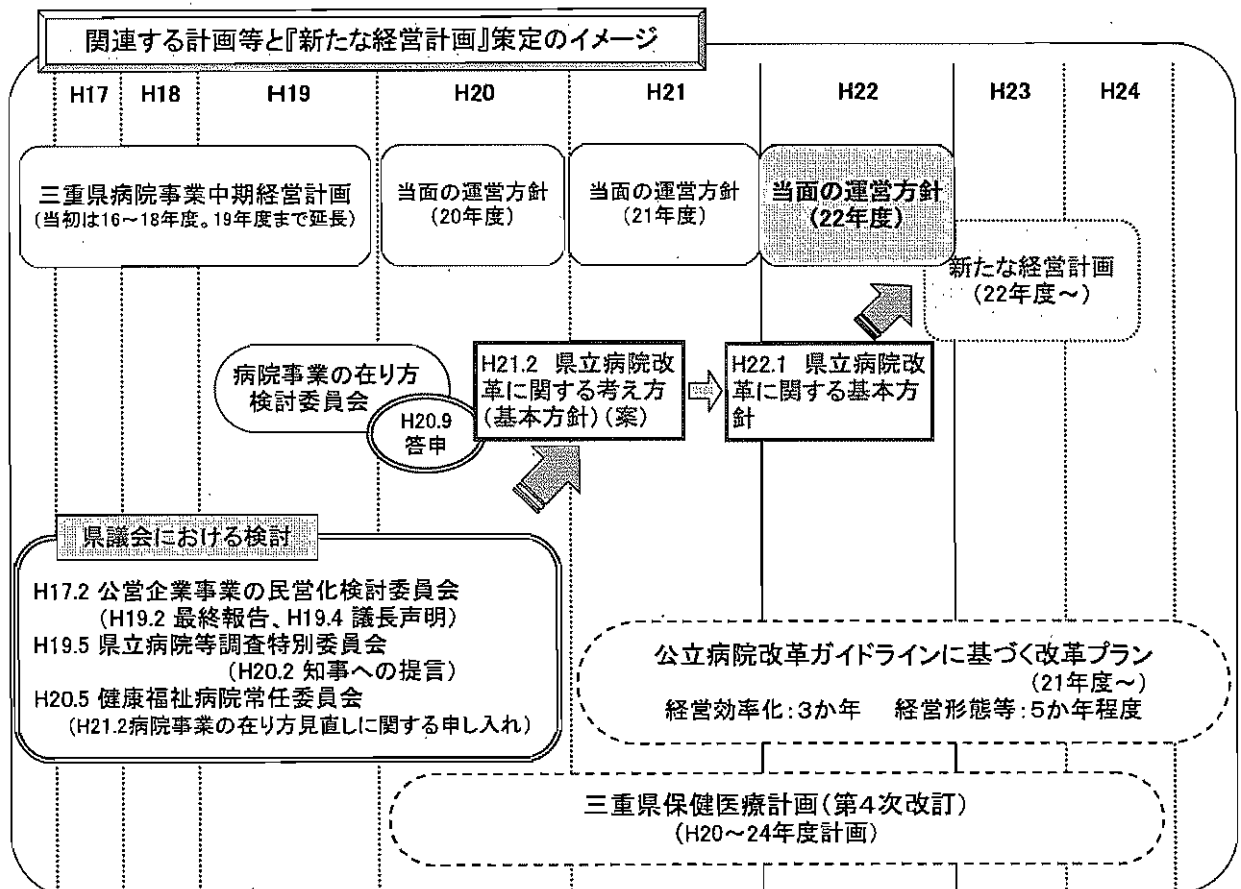 関連する計画等と『新たな経営計画』策定のイメージ
H17 H18 H19 H20 H21 H22 H23 H24
三重県病院事業中期経営計画
(当初は16～18年度。19年度まで延長)
当面の運営方針
(20年度)
当面の運営方針
(21年度)
当面の運営方針
(22年度)
新たな経営計画
(22年度～)
病院事業の在り方
検討委員会
H20.9
答申
H21.2 県立病院改
革に関する考え方
(基本方針)(案)
H22.1 県立病院改
革に関する基本方
針
県議会における検討
H17.2 公営企業事業の民営化検討委員会
(H19.2 最終報告、H19.4 議長声明)
H19.5 県立病院等調査特別委員会
(H20.2 知事への提言)
H20.5 健康福祉病院常任委員会
(H21.2病院事業の在り方見直しに関する申し入れ)
公立病院改革ガイドラインに基づく改革プラン
(21年度～)
経営効率化：3か年 経営形態等：5か年程度
三重県保健医療計画(第4次改訂)
(H20～24年度計画)